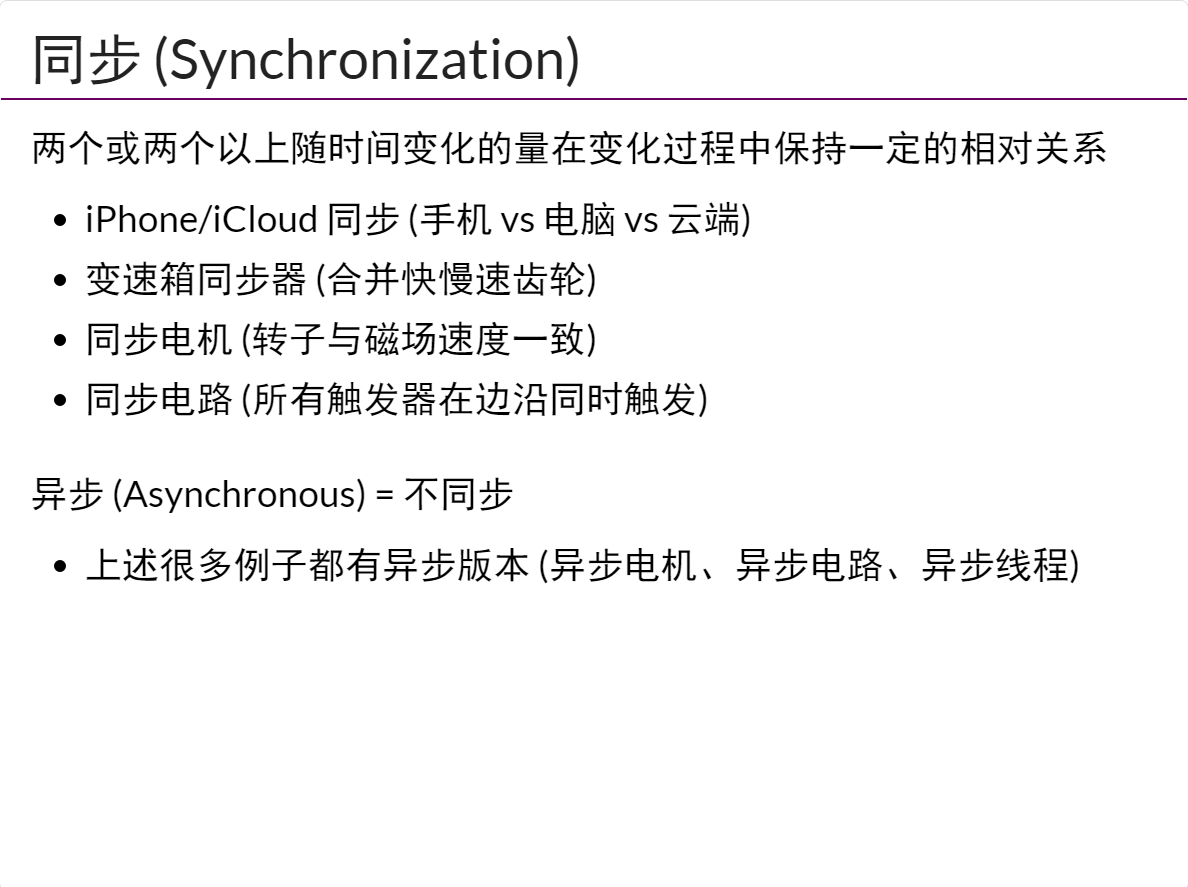 同步 (Synchronization)
两个或两个以上随时间变化的量在变化过程中保持一定的相对关系
• iPhone/iCloud 同步 (手机 vs 电脑 vs 云端)
• 变速箱同步器 (合并快慢速齿轮)
• 同步电机 (转子与磁场速度一致)
• 同步电路 (所有触发器在边沿同时触发)
异步 (Asynchronous) = 不同步
• 上述很多例子都有异步版本 (异步电机、异步电路、异步线程)